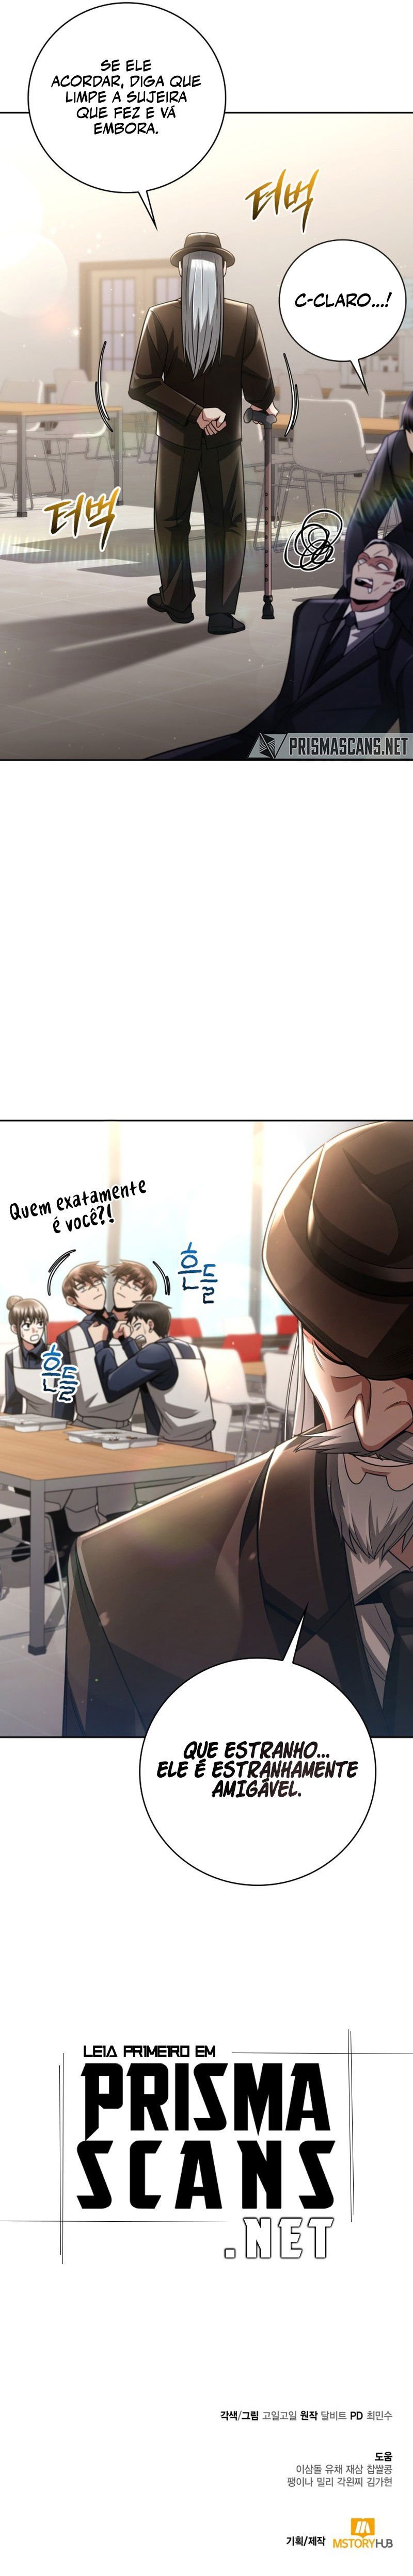 SE ELE
ACORDAR, DIGA QUE
LIMPE A SUJEIRA
QUE FEZ E VÁ
EMBORA.
터벅
C-CLARO...!
터벅
PRISMASCANS.NET
Quem exatamente
é você?!
흔들
흔들
QUE ESTRANHO...
ELE É ESTRANHAMENTE
AMIGÁVEL.
LEIA PRIMEIRO EM
PRISMA
SCANS
.NET
각색/그림 고일고일 원작 달비트 PD 최민수
도움
이삼돌 유채 재삼 찹쌀콩
팽이나 밀리 각왼찌 김가현
기획/제작 MSTORYHUB